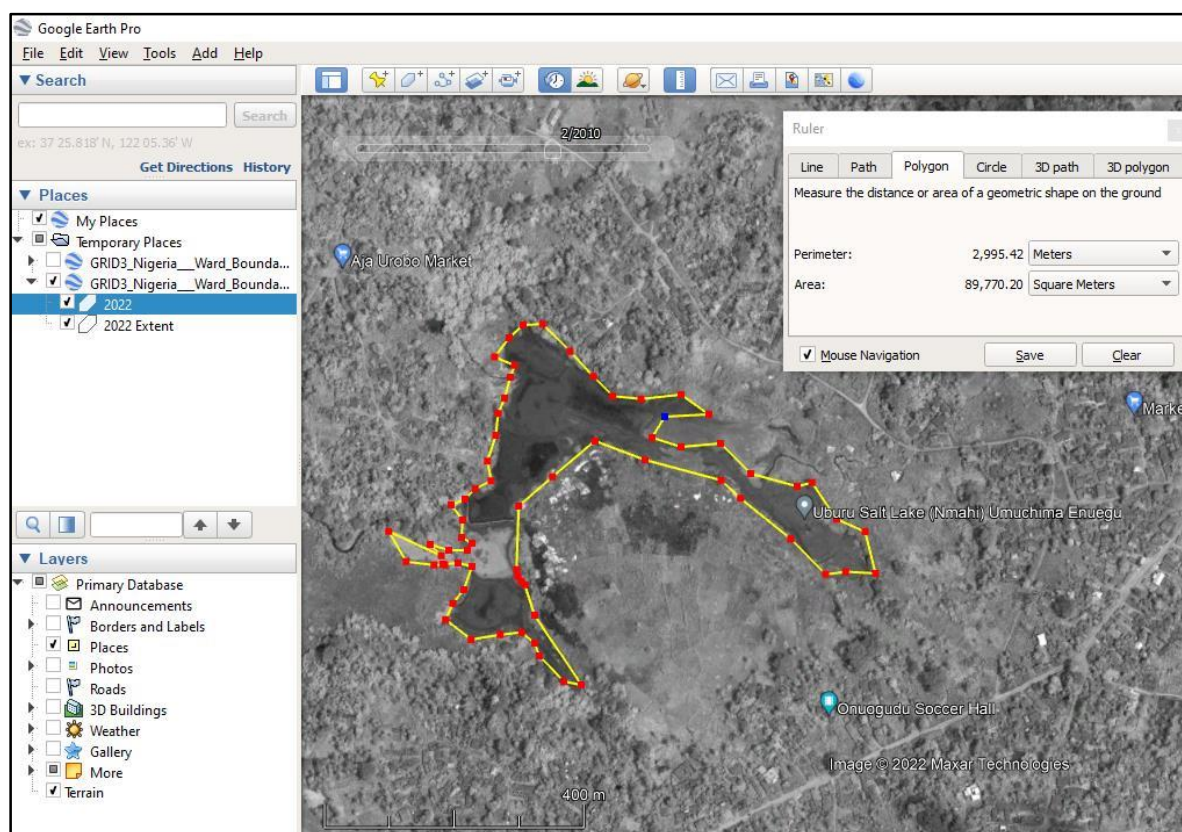 Google Earth Pro
File Edit View Tools Add Help
Search
Search
ex: 37 25.818' N, 122 05.36' W
Get Directions History
Places
My Places
Temporary Places
GRID3_Nigeria___Ward_Bounda...
GRID3_Nigeria___Ward_Bounda...
2022
2022 Extent
Layers
Primary Database
Announcements
Borders and Labels
Places
Photos
Roads
3D Buildings
Weather
Gallery
More
Terrain
2/2010
Aja Urobo Market
Ruler
Line Path Polygon Circle 3D path 3D polygon
Measure the distance or area of a geometric shape on the ground
Perimeter: 2,995.42 Meters
Area: 89,770.20 Square Meters
Mouse Navigation Save Clear
Marke
Uburu Salt Lake (Nmahi) Umuchima Enuegu
Onuogudu Soccer Hall
Image © 2022 Maxar Technologies
400 m